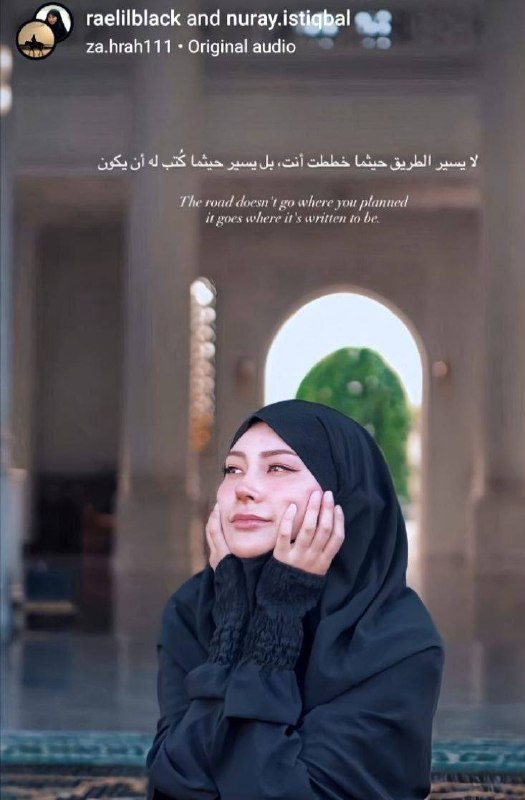 raelilblack and nuray.istiqbal
za.hrah111 • Original audio
لا يسير الطريق حيثما خططت أنت، بل يسير حيثما كُتب له أن يكون
The road doesn't go where you planned
it goes where it's written to be.